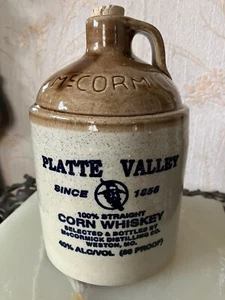 McCORMICK
PLATTE VALLEY
SINCE 1856
100% STRAIGHT
CORN WHISKEY
SELECTED & BOTTLED BY
McCORMICK DISTILLING CO.
WESTON, MO.
40% ALC/VOL (80 PROOF)